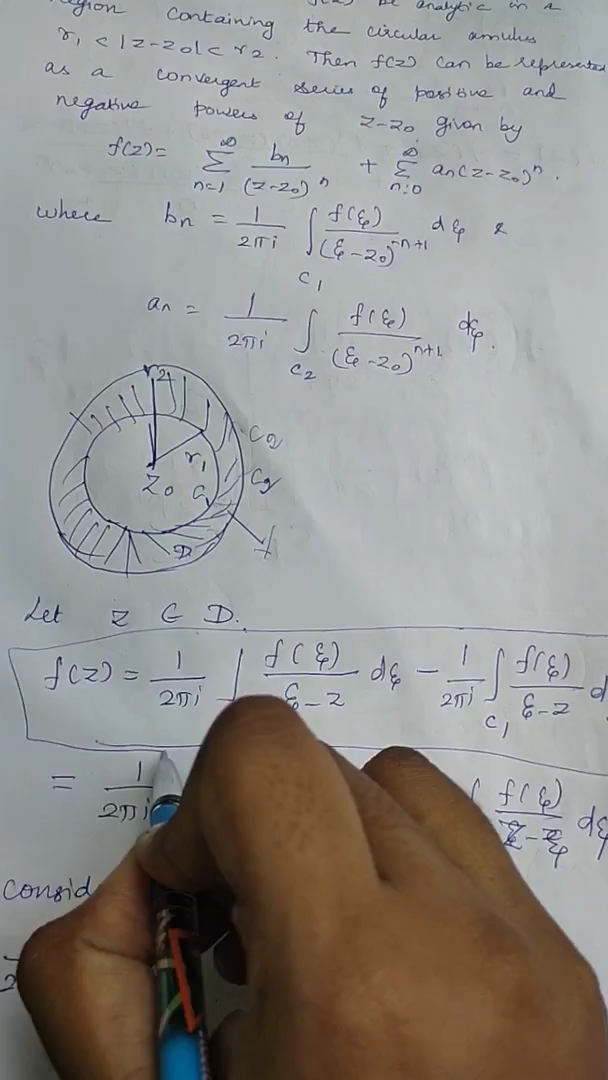 region containing the circular annulus
r₁ < |z-z₀| < r₂. Then f(z) can be represented
as a convergent series of positive and
negative powers of z-z₀ given by
f(z) = ∑_{n=1}^{∞} bn/(z-z₀)^n + ∑_{n=0}^{∞} an(z-z₀)^n.
where bn = 1/2πi ∫_{C₁} f(ξ)/(ξ-z₀)^{-n+1} dξ &
an = 1/2πi ∫_{C₂} f(ξ)/(ξ-z₀)^{n+1} dξ.
r₂
C₂
r₁
z₀
C₁
C₂
D
Let z ∈ D.
f(z) = 1/2πi ∫ f(ξ)/ξ-z dξ - 1/2πi ∫_{C₁} f(ξ)/ξ-z d
= 1/2πi f(ξ)/z-ξ dξ
Consid